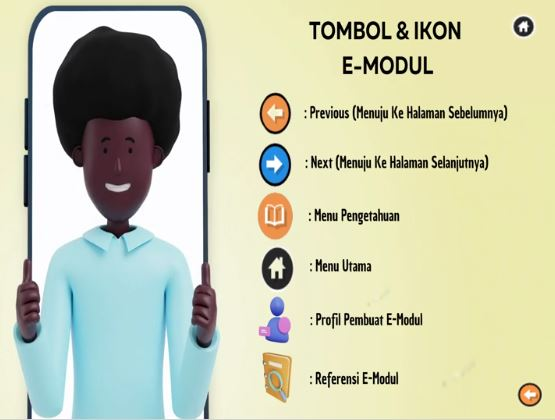 TOMBOL & IKON
E-MODUL
: Previous (Menuju Ke Halaman Sebelumnya)
: Next (Menuju Ke Halaman Selanjutnya)
: Menu Pengetahuan
: Menu Utama
: Profil Pembuat E-Modul
: Referensi E-Modul